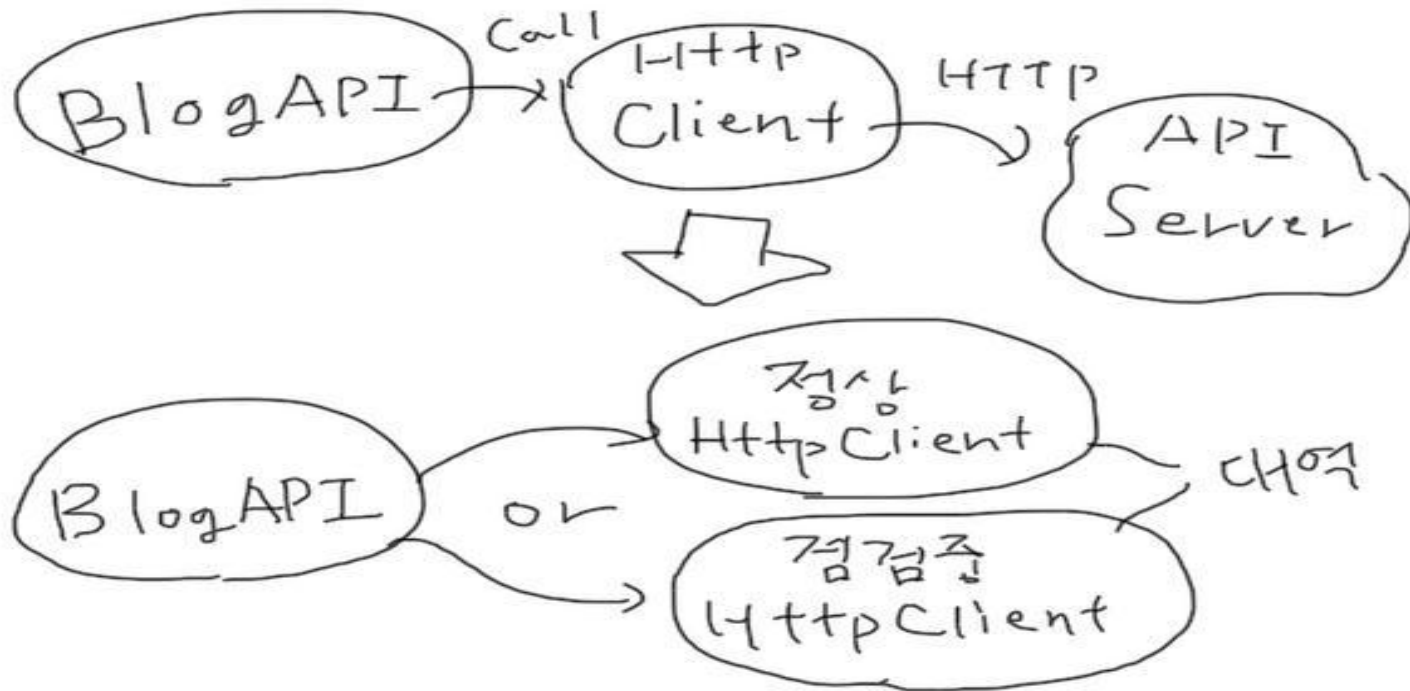 BlogAPI
Call
Http
Client
HTTP
API
Server
BlogAPI
or
정상
HttpClient
점검중
HttpClient
대역